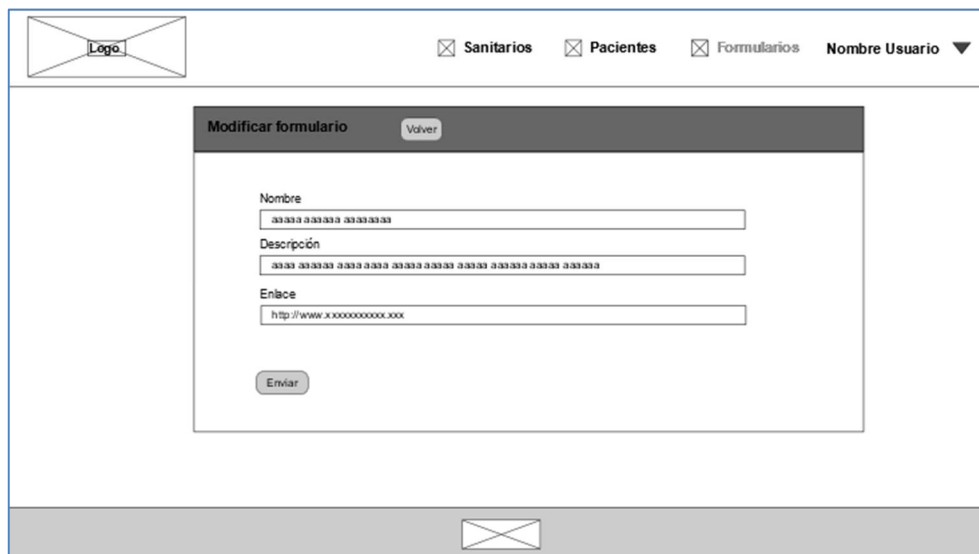 Logo
Sanitarios
Pacientes
Formularios
Nombre Usuario
Modificar formulario
Volver
Nombre
aaaaa aaaaaa aaaaaaaa
Descripción
aaaa aaaaaa aaaa aaaa aaaaa aaaaa aaaaa aaaaaa aaaaa aaaaaa
Enlace
http://www.xxxxxxxxxxx.xxx
Enviar